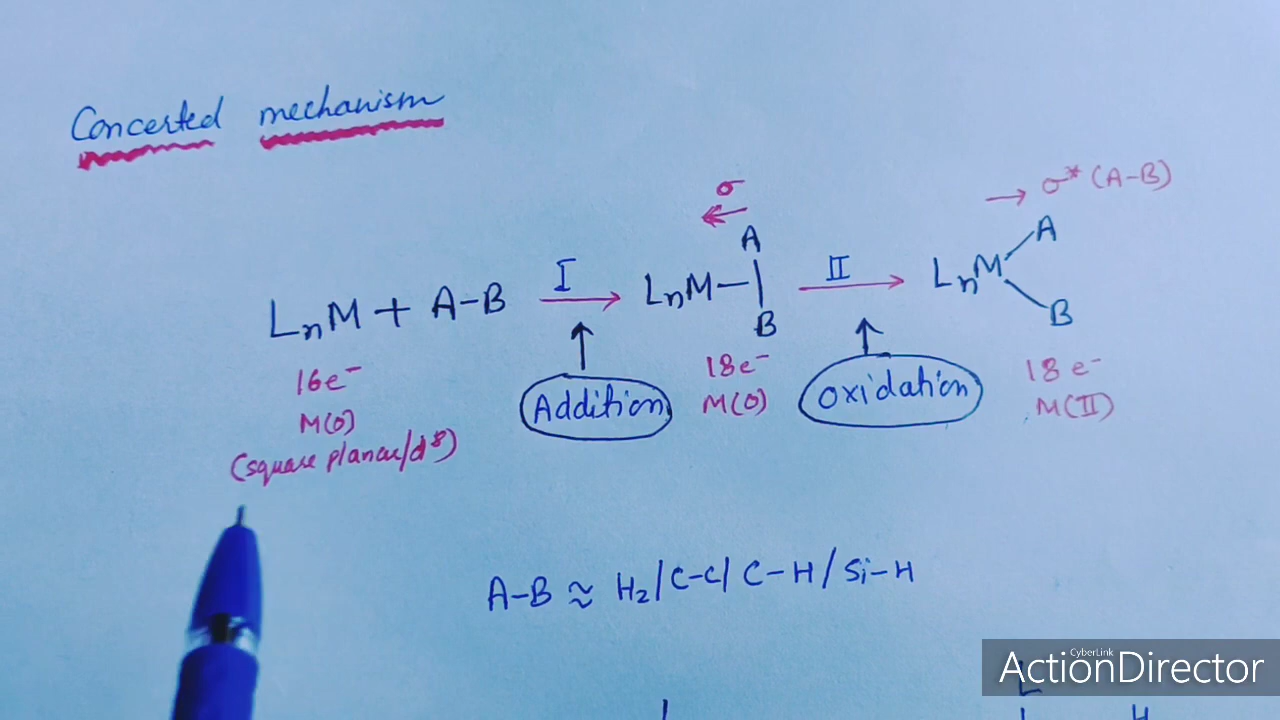 Concerted mechanism
σ
→ σ* (A-B)
A
A
I
II
LnM + A-B → LnM-| → LnM
B
B
16e⁻
18e⁻
18e⁻
M(0)
Addition
M(0)
oxidation
M(II)
(square planar/d⁸)
A-B ≈ H₂/C-C/ C-H/Si-H
CyberLink
ActionDirector
L
L
H